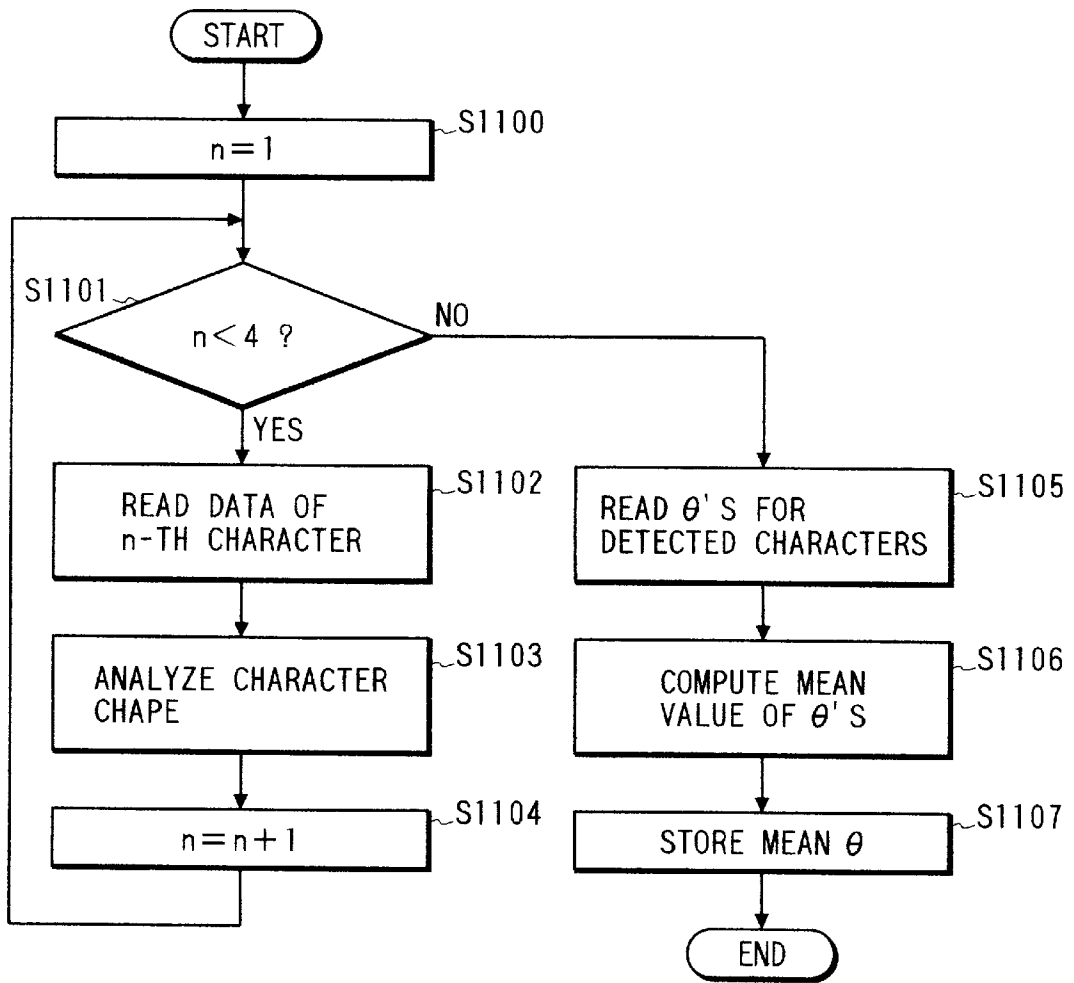 START
S1100
n=1
S1101
n<4 ?
NO
YES
S1102
READ DATA OF
n-TH CHARACTER
S1103
ANALYZE CHARACTER
CHAPE
S1104
n=n+1
S1105
READ θ'S FOR
DETECTED CHARACTERS
S1106
COMPUTE MEAN
VALUE OF θ'S
S1107
STORE MEAN θ
END